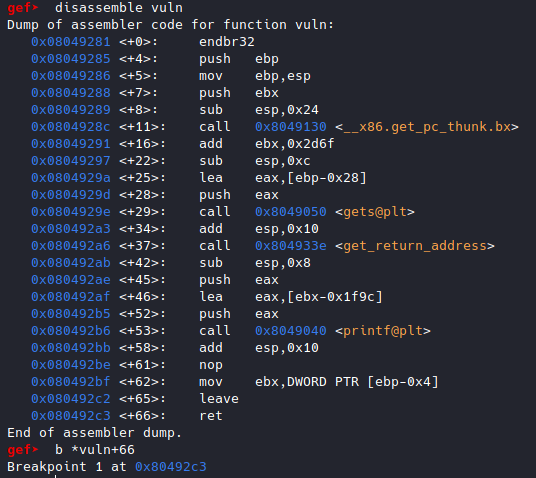 gef➤  disassemble vuln
Dump of assembler code for function vuln:
   0x08049281 <+0>:     endbr32
   0x08049285 <+4>:     push   ebp
   0x08049286 <+5>:     mov    ebp,esp
   0x08049288 <+7>:     push   ebx
   0x08049289 <+8>:     sub    esp,0x24
   0x0804928c <+11>:    call   0x8049130 <__x86.get_pc_thunk.bx>
   0x08049291 <+16>:    add    ebx,0x2d6f
   0x08049297 <+22>:    sub    esp,0xc
   0x0804929a <+25>:    lea    eax,[ebp-0x28]
   0x0804929d <+28>:    push   eax
   0x0804929e <+29>:    call   0x8049050 <gets@plt>
   0x080492a3 <+34>:    add    esp,0x10
   0x080492a6 <+37>:    call   0x804933e <get_return_address>
   0x080492ab <+42>:    sub    esp,0x8
   0x080492ae <+45>:    push   eax
   0x080492af <+46>:    lea    eax,[ebx-0x1f9c]
   0x080492b5 <+52>:    push   eax
   0x080492b6 <+53>:    call   0x8049040 <printf@plt>
   0x080492bb <+58>:    add    esp,0x10
   0x080492be <+61>:    nop
   0x080492bf <+62>:    mov    ebx,DWORD PTR [ebp-0x4]
   0x080492c2 <+65>:    leave
   0x080492c3 <+66>:    ret
End of assembler dump.
gef➤  b *vuln+66
Breakpoint 1 at 0x80492c3